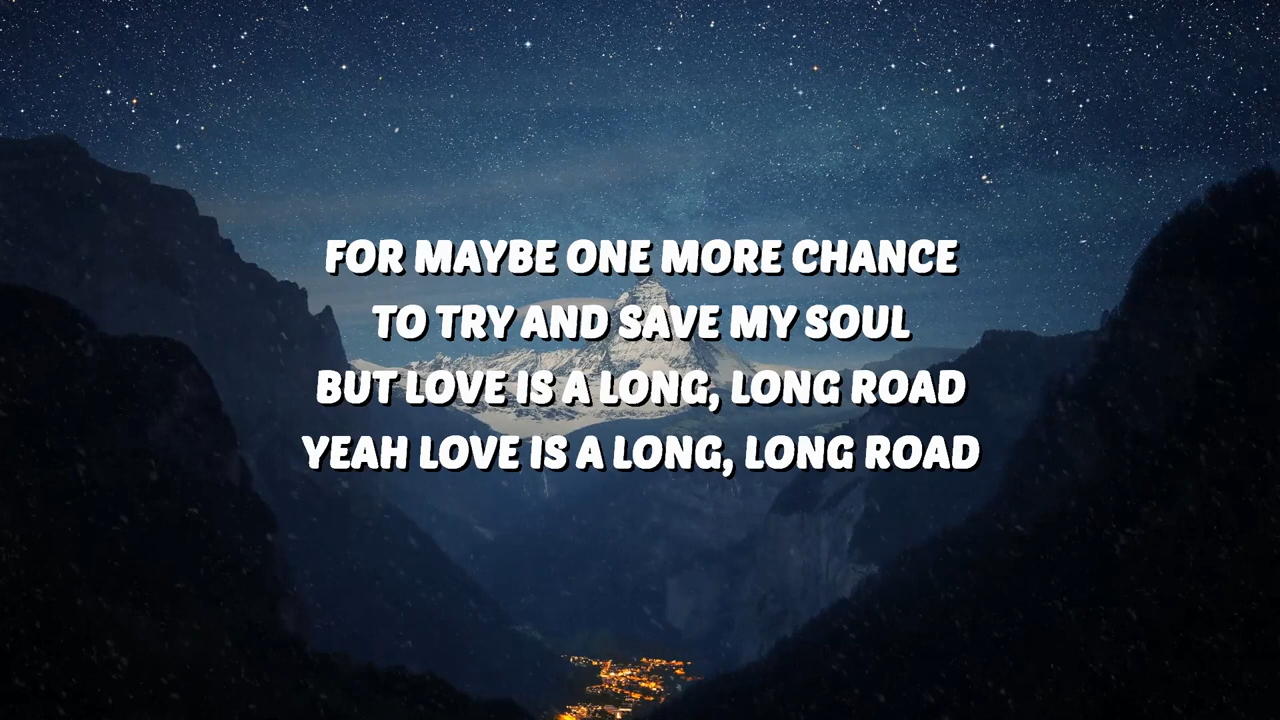 FOR MAYBE ONE MORE CHANCE
TO TRY AND SAVE MY SOUL
BUT LOVE IS A LONG, LONG ROAD
YEAH LOVE IS A LONG, LONG ROAD